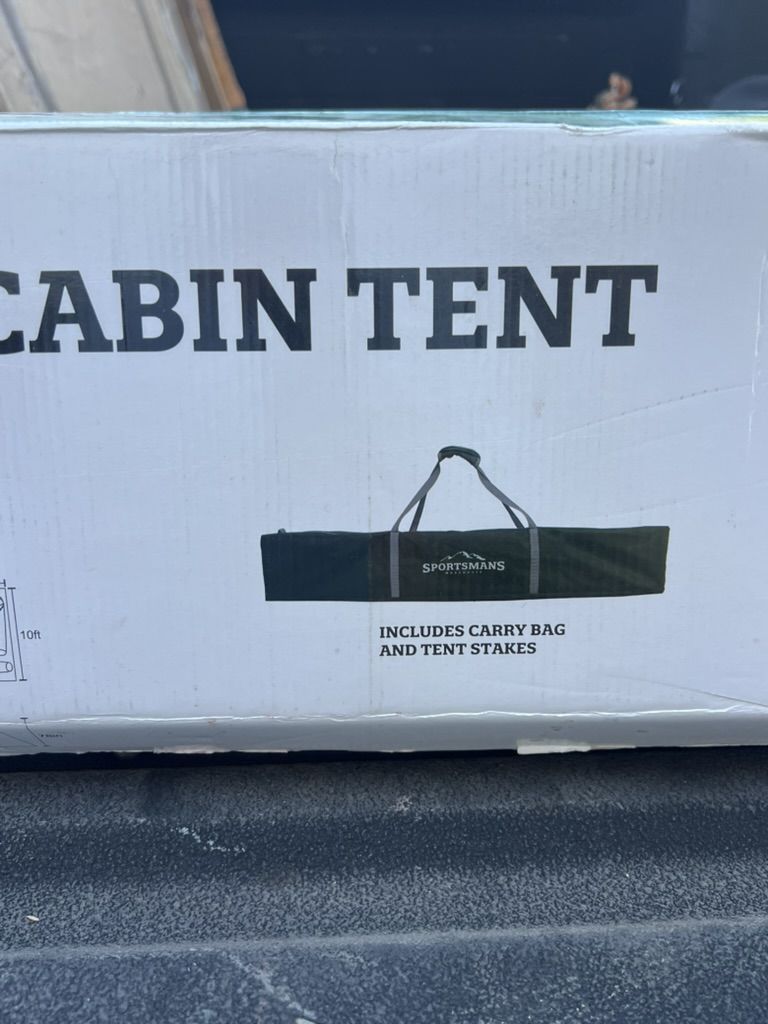 CABIN TENT
SPORTSMANS
10ft
INCLUDES CARRY BAG
AND TENT STAKES